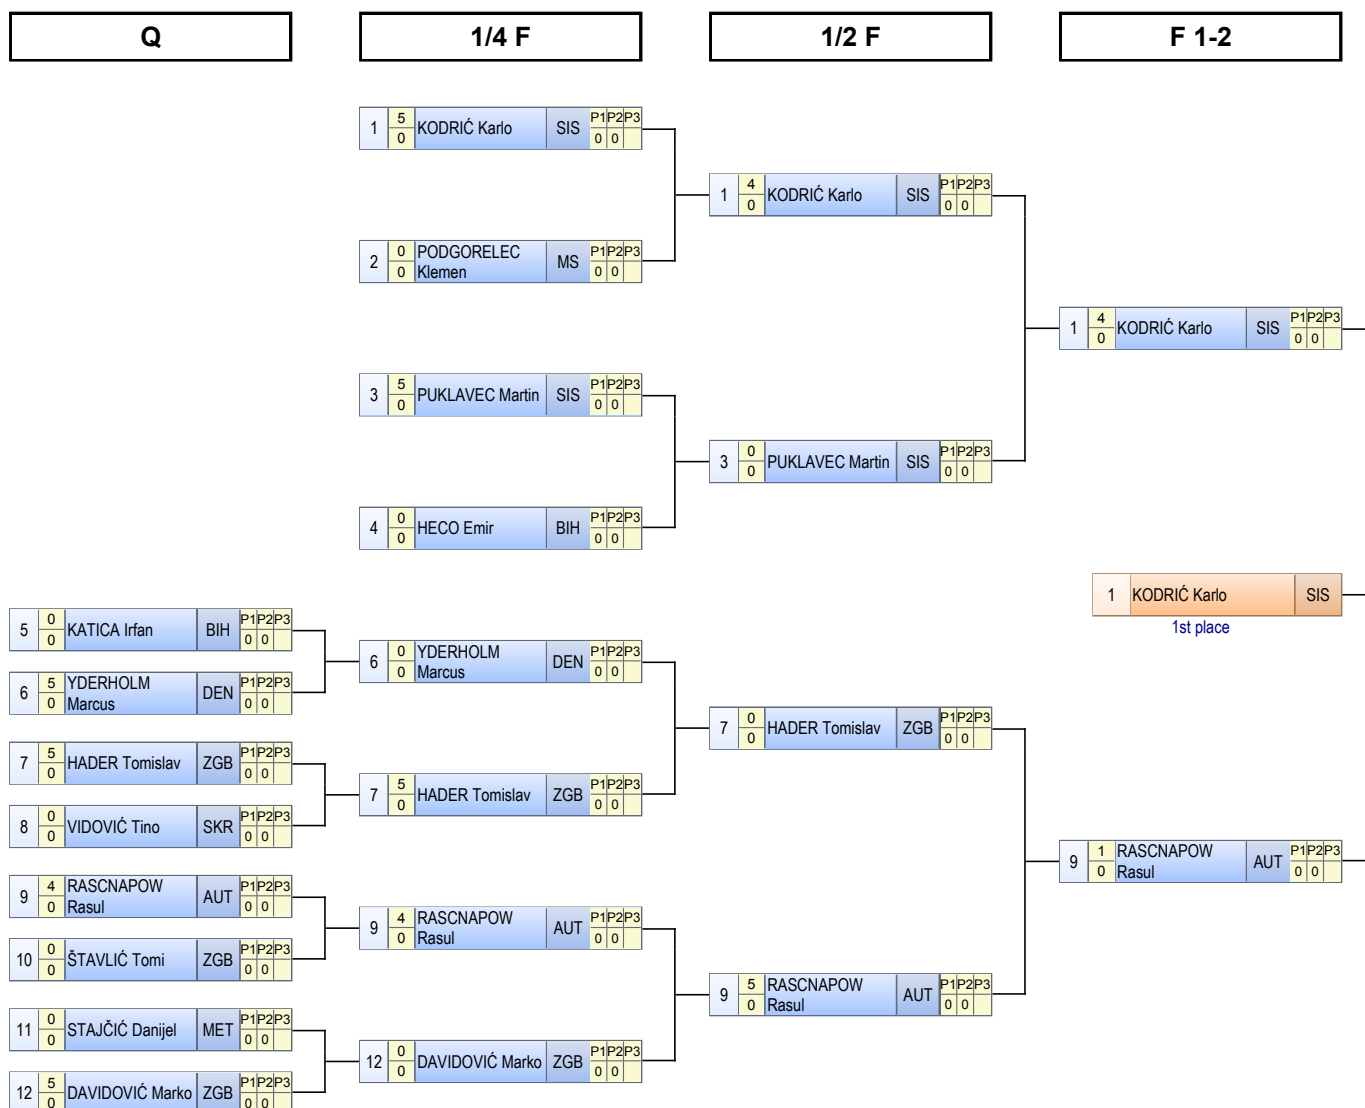 Q
1/4 F
1/2 F
F 1-2
1 5 KODRIĆ Karlo SIS P1 P2 P3
0 0 0
1 4 KODRIĆ Karlo SIS P1 P2 P3
0 0 0
2 0 PODGORELEC MS P1 P2 P3
0 Klemen 0 0
1 4 KODRIĆ Karlo SIS P1 P2 P3
0 0 0
3 5 PUKLAVEC Martin SIS P1 P2 P3
0 0 0
3 0 PUKLAVEC Martin SIS P1 P2 P3
0 0 0
4 0 HECO Emir BIH P1 P2 P3
0 0 0
1 KODRIĆ Karlo SIS
1st place
5 0 KATICA Irfan BIH P1 P2 P3
0 0 0
6 0 YDERHOLM DEN P1 P2 P3
0 Marcus 0 0
6 5 YDERHOLM DEN P1 P2 P3
0 Marcus 0 0
7 0 HADER Tomislav ZGB P1 P2 P3
0 0 0
7 5 HADER Tomislav ZGB P1 P2 P3
0 0 0
7 5 HADER Tomislav ZGB P1 P2 P3
0 0 0
8 0 VIDOVIĆ Tino SKR P1 P2 P3
0 0 0
9 1 RASCNAPOW AUT P1 P2 P3
0 Rasul 0 0
9 4 RASCNAPOW AUT P1 P2 P3
0 Rasul 0 0
9 4 RASCNAPOW AUT P1 P2 P3
0 Rasul 0 0
10 0 ŠTAVLIĆ Tomi ZGB P1 P2 P3
0 0 0
9 5 RASCNAPOW AUT P1 P2 P3
0 Rasul 0 0
11 0 STAJČIĆ Danijel MET P1 P2 P3
0 0 0
12 0 DAVIDOVIĆ Marko ZGB P1 P2 P3
0 0 0
12 5 DAVIDOVIĆ Marko ZGB P1 P2 P3
0 0 0